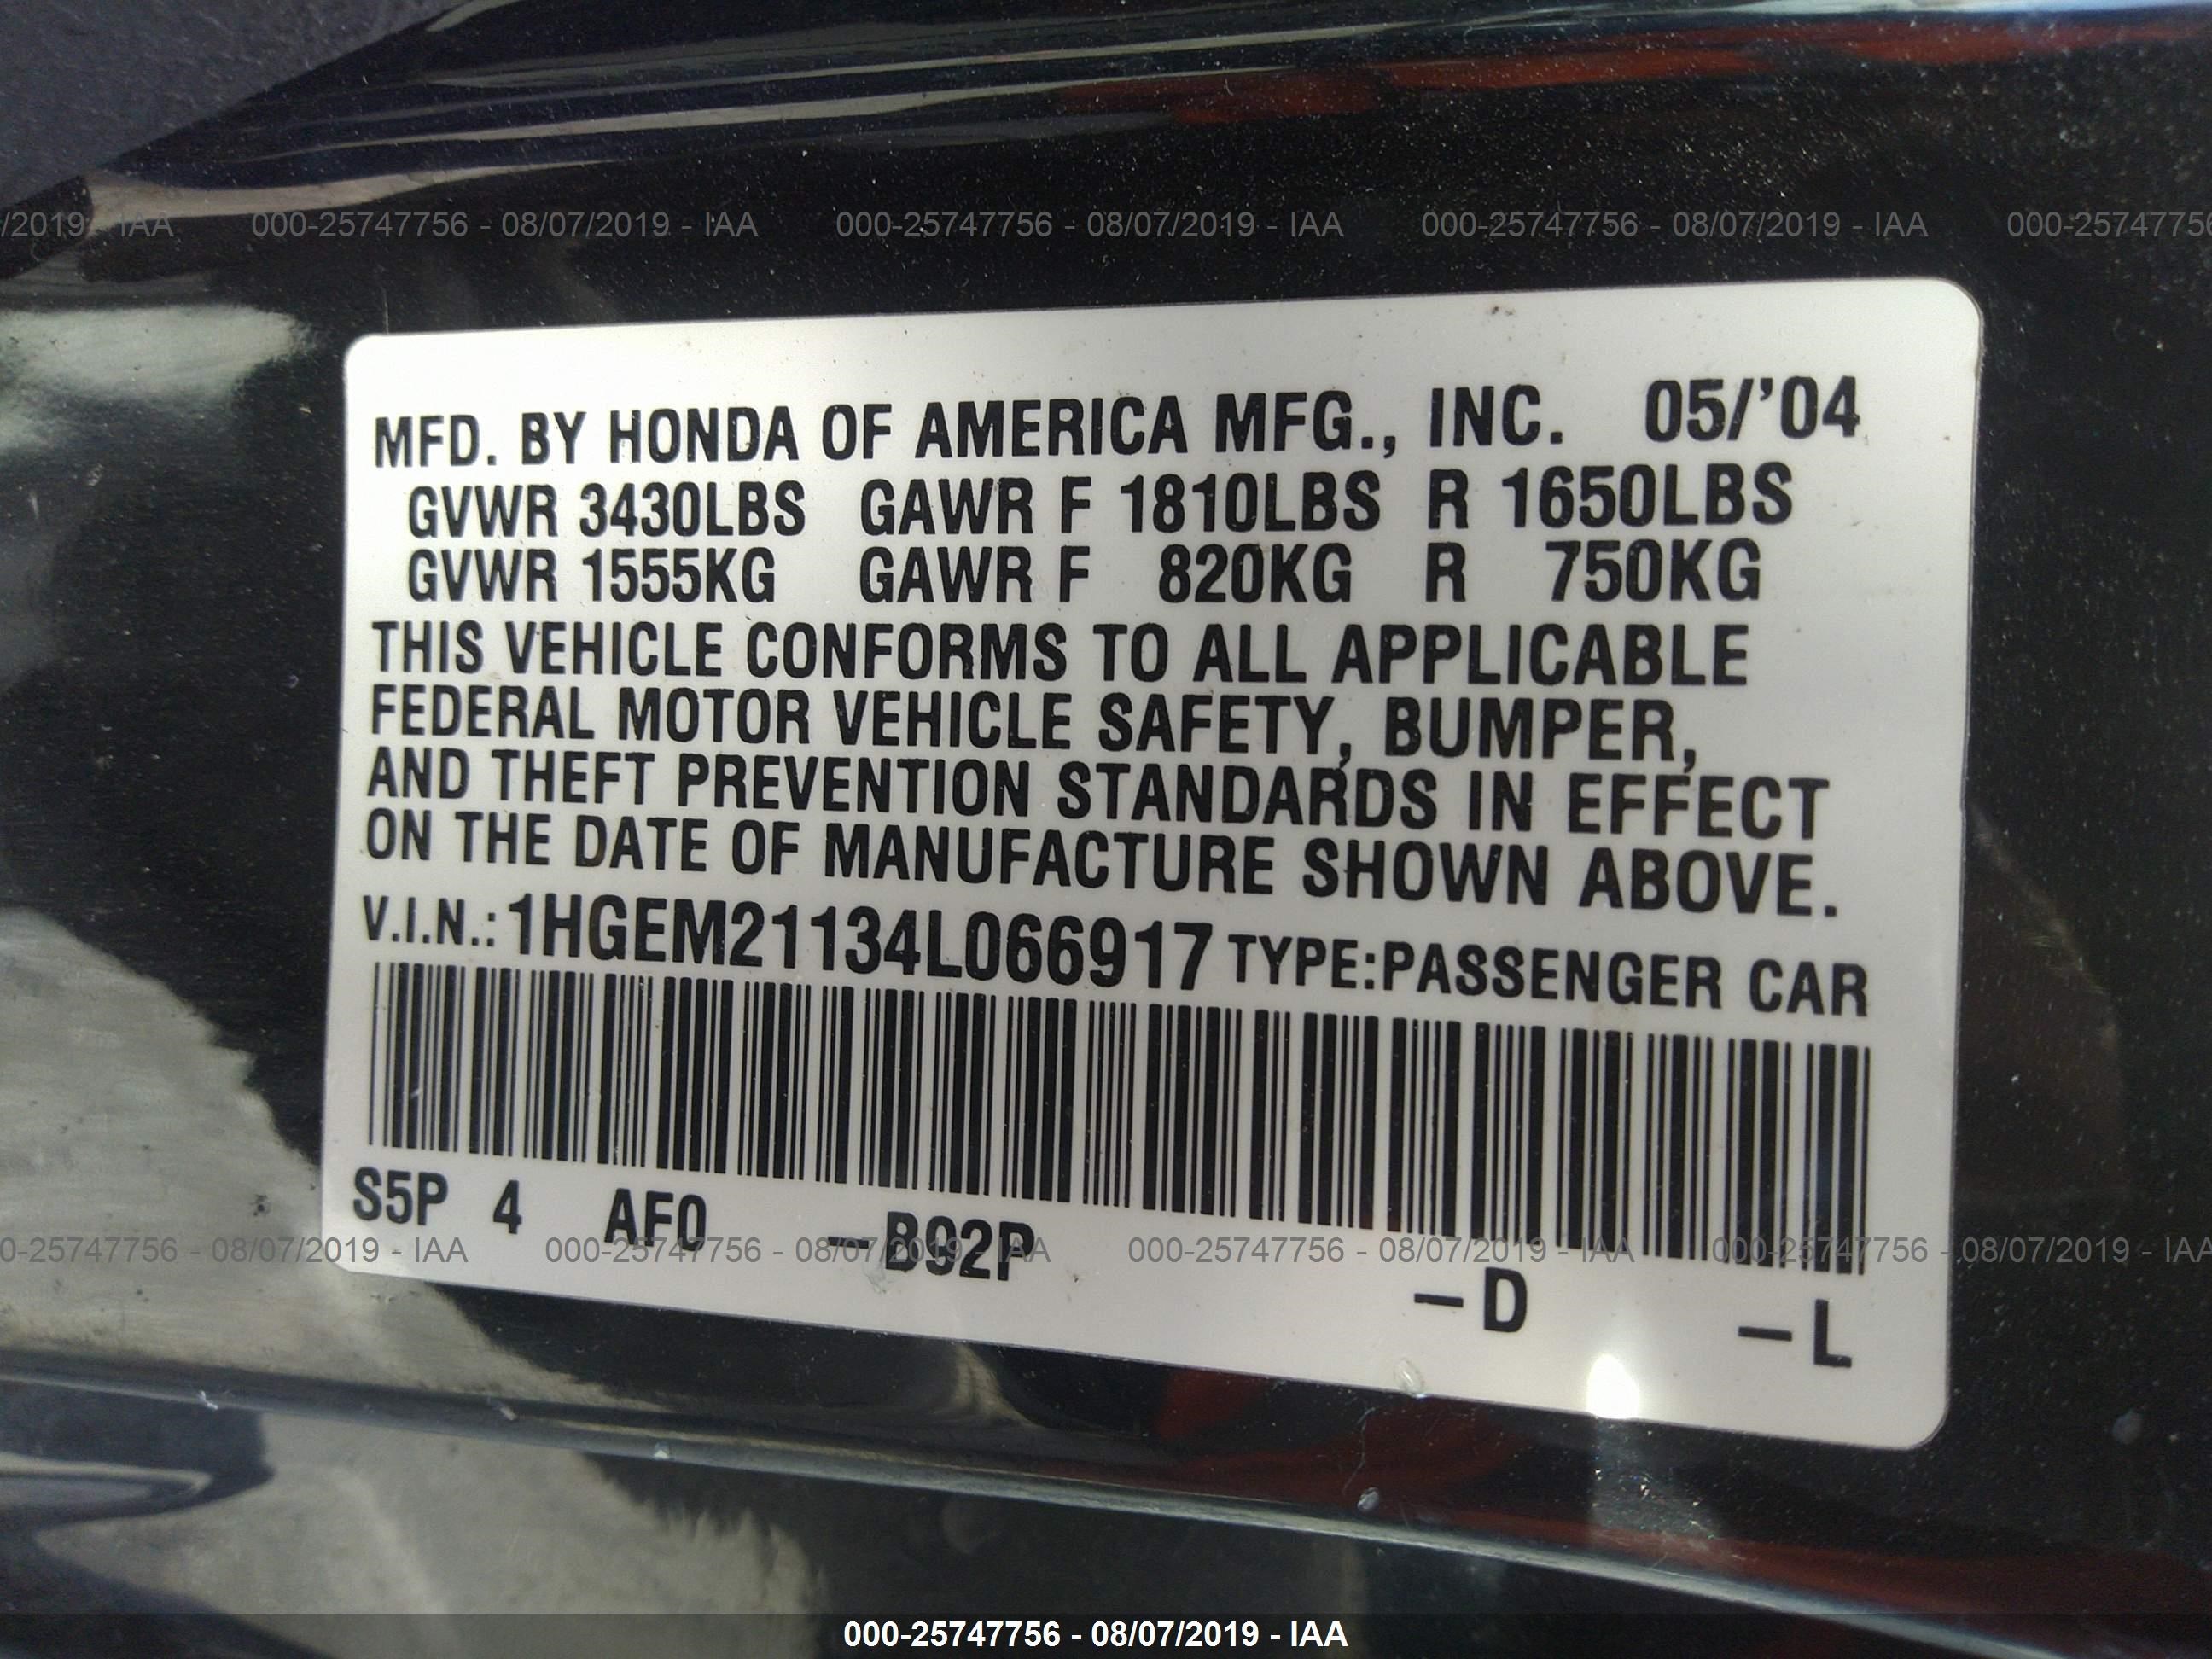 /2019 - IAA 000-25747756 - 08/07/2019 - IAA 000-25747756 - 08/07/2019 - IAA 000-25747756 - 08/07/2019 - IAA 000-25747756
MFD. BY HONDA OF AMERICA MFG., INC. 05/'04
GVWR 3430LBS GAWR F 1810LBS R 1650LBS
GVWR 1555KG GAWR F 820KG R 750KG
THIS VEHICLE CONFORMS TO ALL APPLICABLE
FEDERAL MOTOR VEHICLE SAFETY, BUMPER,
AND THEFT PREVENTION STANDARDS IN EFFECT
ON THE DATE OF MANUFACTURE SHOWN ABOVE.
V.I.N.: 1HGEM21134L066917 TYPE:PASSENGER CAR
S5P 4 AF0 -B92P -D -L
0-25747756 - 08/07/2019 - IAA 000-25747756 - 08/07/2019 - IAA 000-25747756 - 08/07/2019 - IAA 000-25747756 - 08/07/2019 - IAA
000-25747756 - 08/07/2019 - IAA